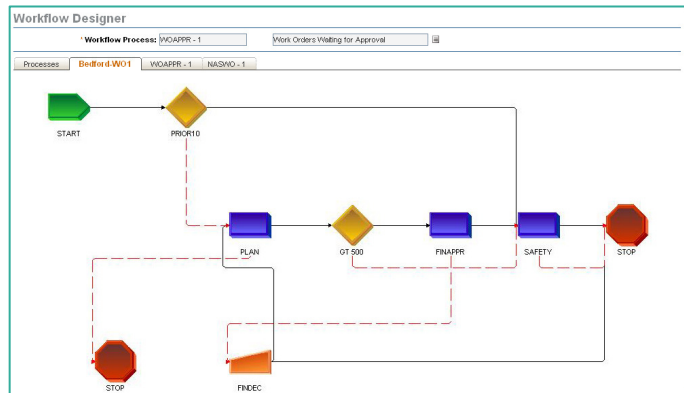 Workflow Designer
* Workflow Process: WOAPPR - 1 Work Orders Waiting for Approval
Processes Bedford-WO1 WOAPPR - 1 NASWO - 1
START PRIOR10
PLAN GT 500 FINAPPR SAFETY STOP
STOP FINDEC